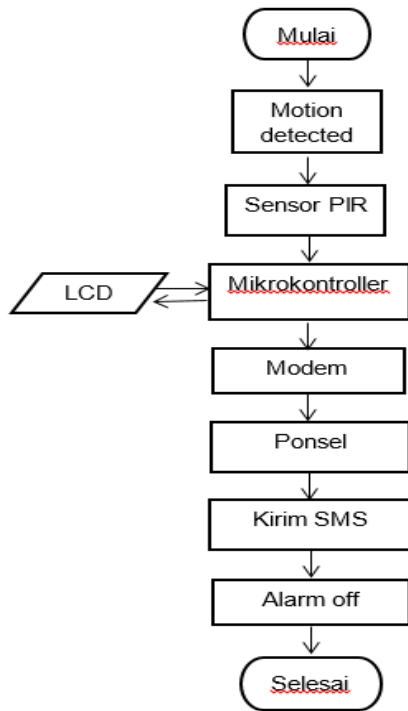 Mulai
Motion
detected
Sensor PIR
LCD
Mikrokontroller
Modem
Ponsel
Kirim SMS
Alarm off
Selesai